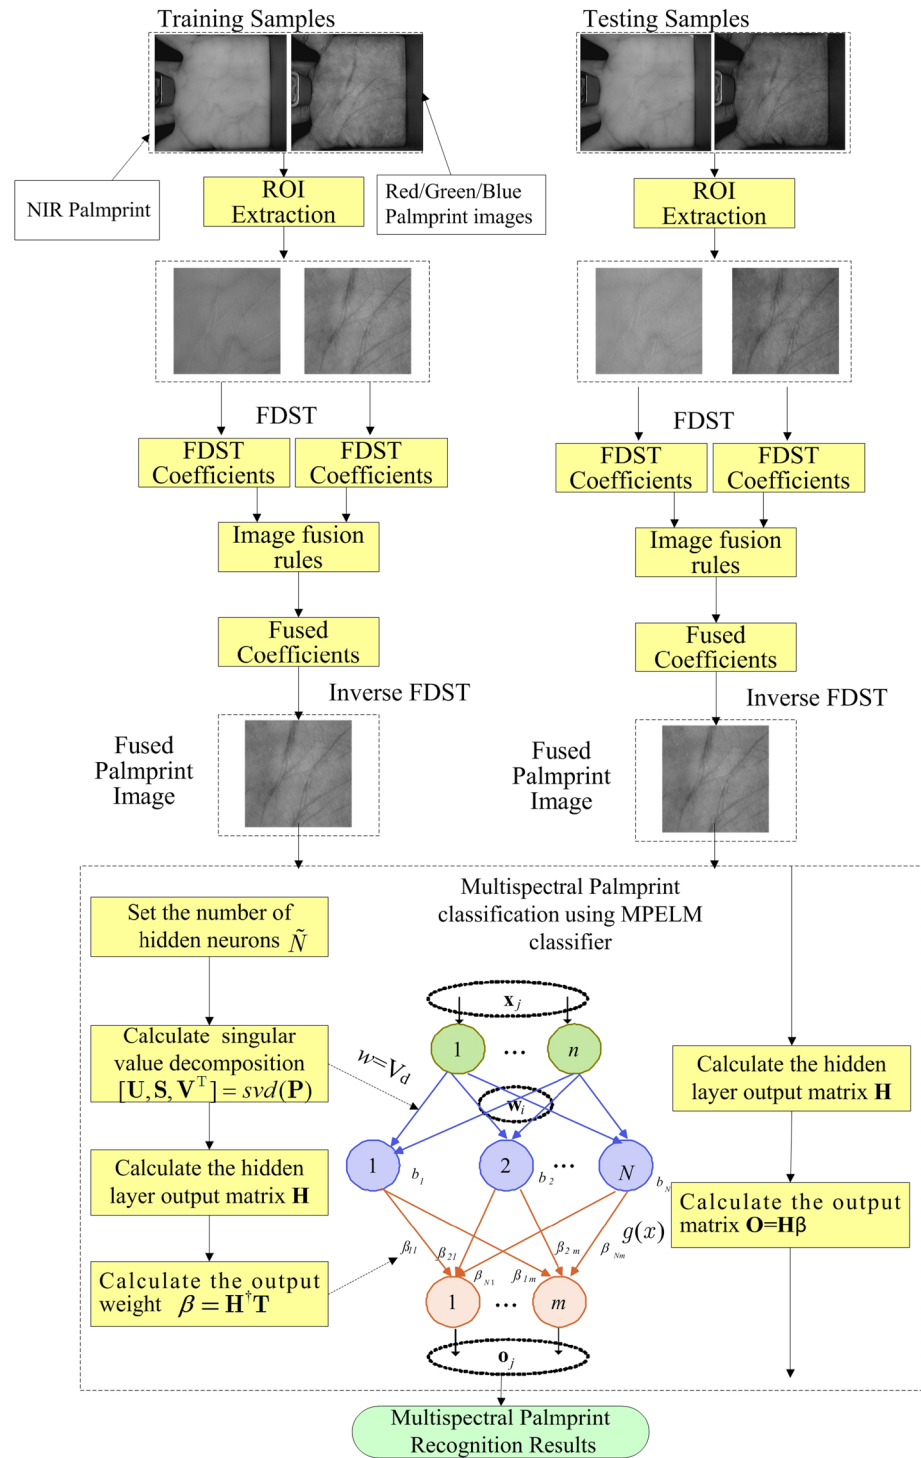 Training Samples
Testing Samples
NIR Palmprint
ROI
Extraction
Red/Green/Blue
Palmprint images
ROI
Extraction
FDST
FDST
FDST
Coefficients
FDST
Coefficients
FDST
Coefficients
FDST
Coefficients
Image fusion
rules
Image fusion
rules
Fused
Coefficients
Fused
Coefficients
Inverse FDST
Inverse FDST
Fused
Palmprint
Image
Fused
Palmprint
Image
Multispectral Palmprint
classification using MPELM
classifier
Set the number of
hidden neurons Ñ
Calculate singular
value decomposition
[U,S,Vᵀ]=svd(P)
Calculate the hidden
layer output matrix H
Calculate the output
weight β=H†T
w=V_d
x_j
1 ... n
w_i
1 b_1 2 b_2 ... N b_N
g(x)
β_11 β_21 β_N1 β_1m β_2m β_Nm
1 ... m
o_j
Calculate the hidden
layer output matrix H
Calculate the output
matrix O=Hβ
Multispectral Palmprint
Recognition Results